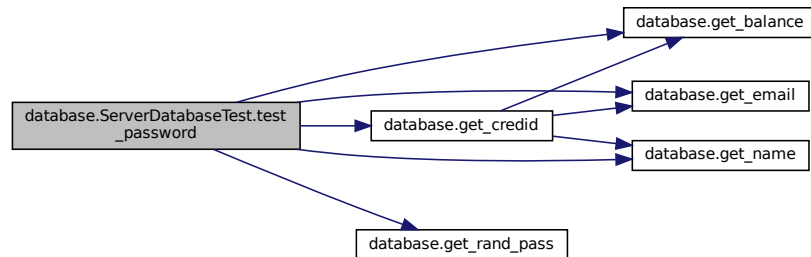 database.get_balance
database.ServerDatabaseTest.test
_password
database.get_credid
database.get_email
database.get_name
database.get_rand_pass